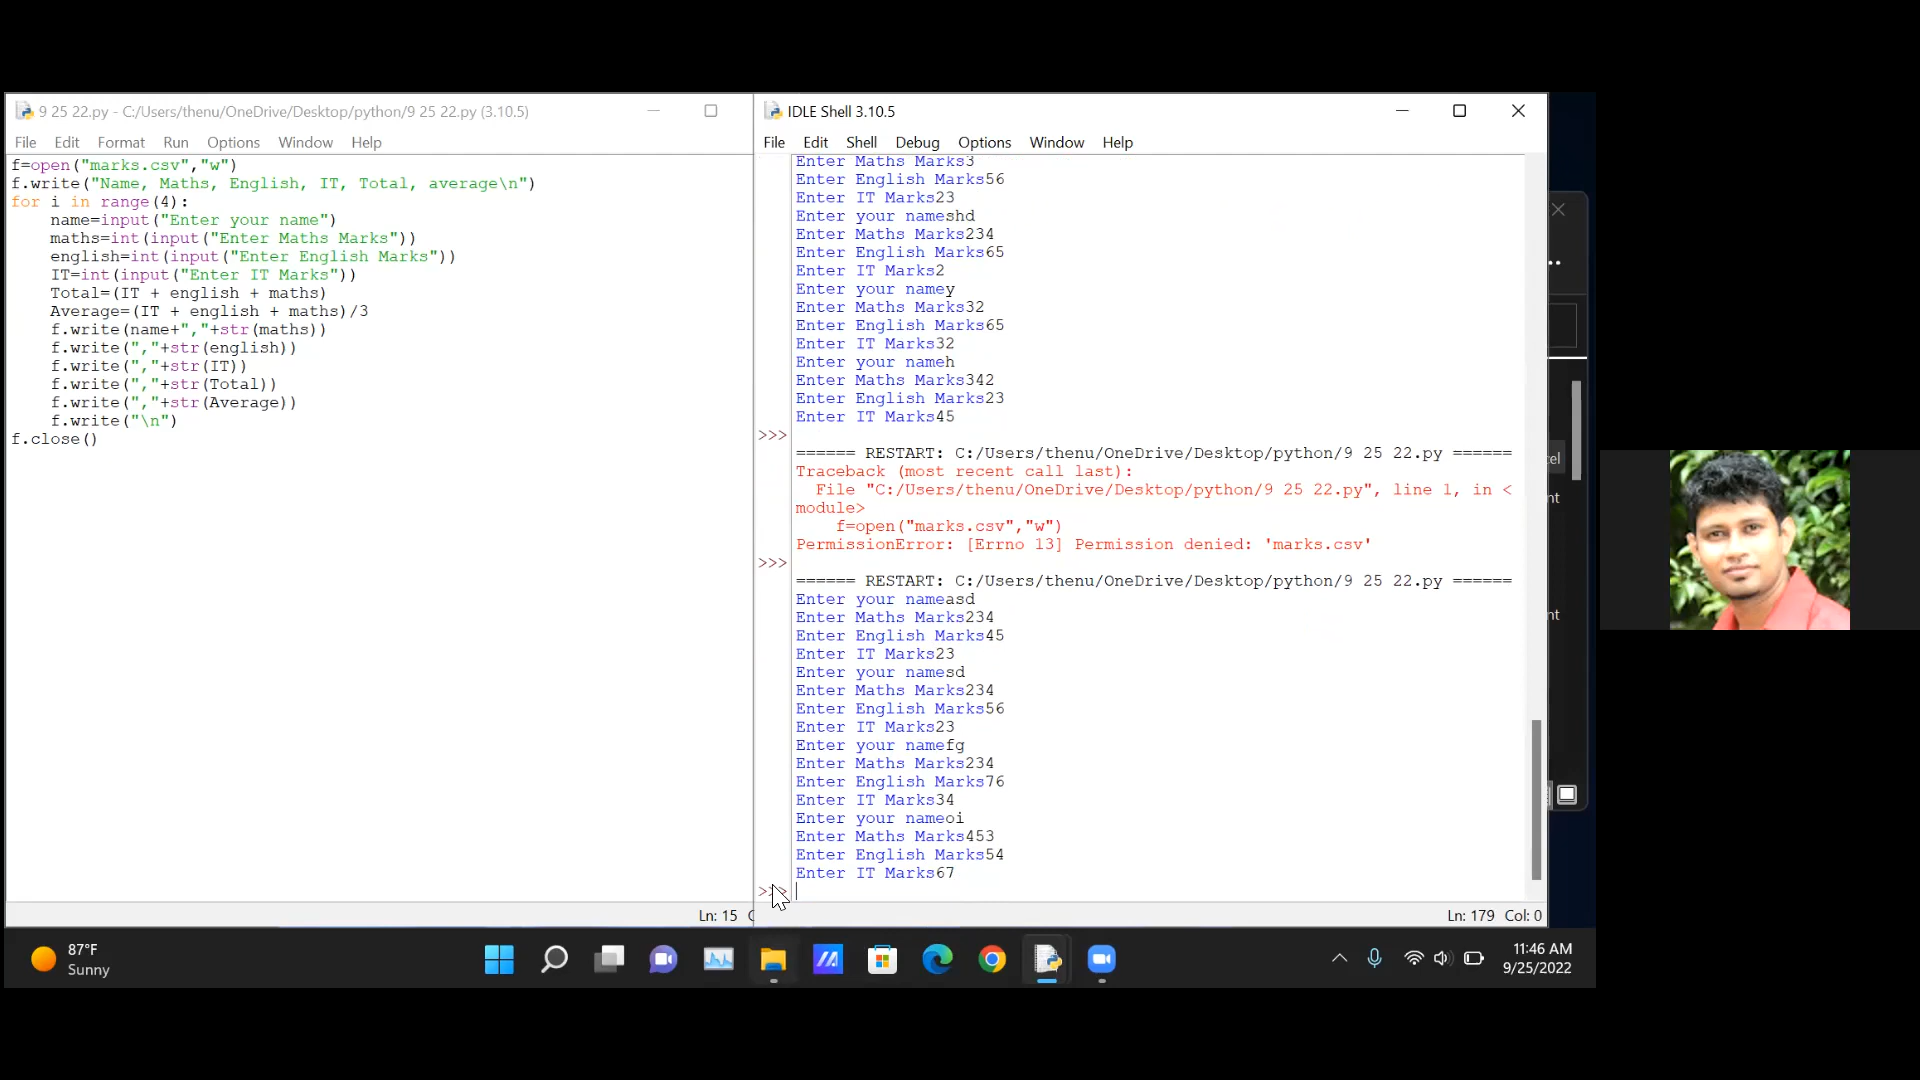 9 25 22.py - C:/Users/thenu/OneDrive/Desktop/python/9 25 22.py (3.10.5)
File Edit Format Run Options Window Help
f=open("marks.csv","w")
f.write("Name, Maths, English, IT, Total, average\n")
for i in range(4):
    name=input("Enter your name")
    maths=int(input("Enter Maths Marks"))
    english=int(input("Enter English Marks"))
    IT=int(input("Enter IT Marks"))
    Total=(IT + english + maths)
    Average=(IT + english + maths)/3
    f.write(name+","+str(maths))
    f.write(","+str(english))
    f.write(","+str(IT))
    f.write(","+str(Total))
    f.write(","+str(Average))
    f.write("\n")
f.close()
Ln: 15 C
IDLE Shell 3.10.5
File Edit Shell Debug Options Window Help
Enter Maths Marks3
Enter English Marks56
Enter IT Marks23
Enter your nameshd
Enter Maths Marks234
Enter English Marks65
Enter IT Marks2
Enter your namey
Enter Maths Marks32
Enter English Marks65
Enter IT Marks32
Enter your nameh
Enter Maths Marks342
Enter English Marks23
Enter IT Marks45
>>>
====== RESTART: C:/Users/thenu/OneDrive/Desktop/python/9 25 22.py ======
Traceback (most recent call last):
  File "C:/Users/thenu/OneDrive/Desktop/python/9 25 22.py", line 1, in <
module>
    f=open("marks.csv","w")
PermissionError: [Errno 13] Permission denied: 'marks.csv'
>>>
====== RESTART: C:/Users/thenu/OneDrive/Desktop/python/9 25 22.py ======
Enter your nameasd
Enter Maths Marks234
Enter English Marks45
Enter IT Marks23
Enter your namesd
Enter Maths Marks234
Enter English Marks56
Enter IT Marks23
Enter your namefg
Enter Maths Marks234
Enter English Marks76
Enter IT Marks34
Enter your nameoi
Enter Maths Marks453
Enter English Marks54
Enter IT Marks67
>>>
Ln: 179 Col: 0
el
nt
nt
87°F
Sunny
11:46 AM
9/25/2022